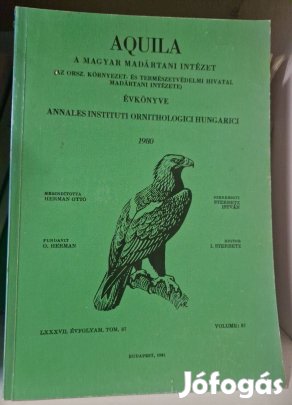 AQUILA
A MAGYAR MADÁRTANI INTÉZET
(AZ ORSZ. KÖRNYEZET- ÉS TERMÉSZETVÉDELMI HIVATAL
MADÁRTANI INTÉZETE)
ÉVKÖNYVE
ANNALES INSTITUTI ORNITHOLOGICI HUNGARICI
1980
MEGINDÍTOTTA
HERMAN OTTÓ
SZERKESZTI
STERBETZ
ISTVÁN
FUNDAVIT
O. HERMAN
EDITOR
I. STERBETZ
LXXXVII. ÉVFOLYAM. TOM. 87
VOLUME: 87
BUDAPEST, 1981
Jófogás